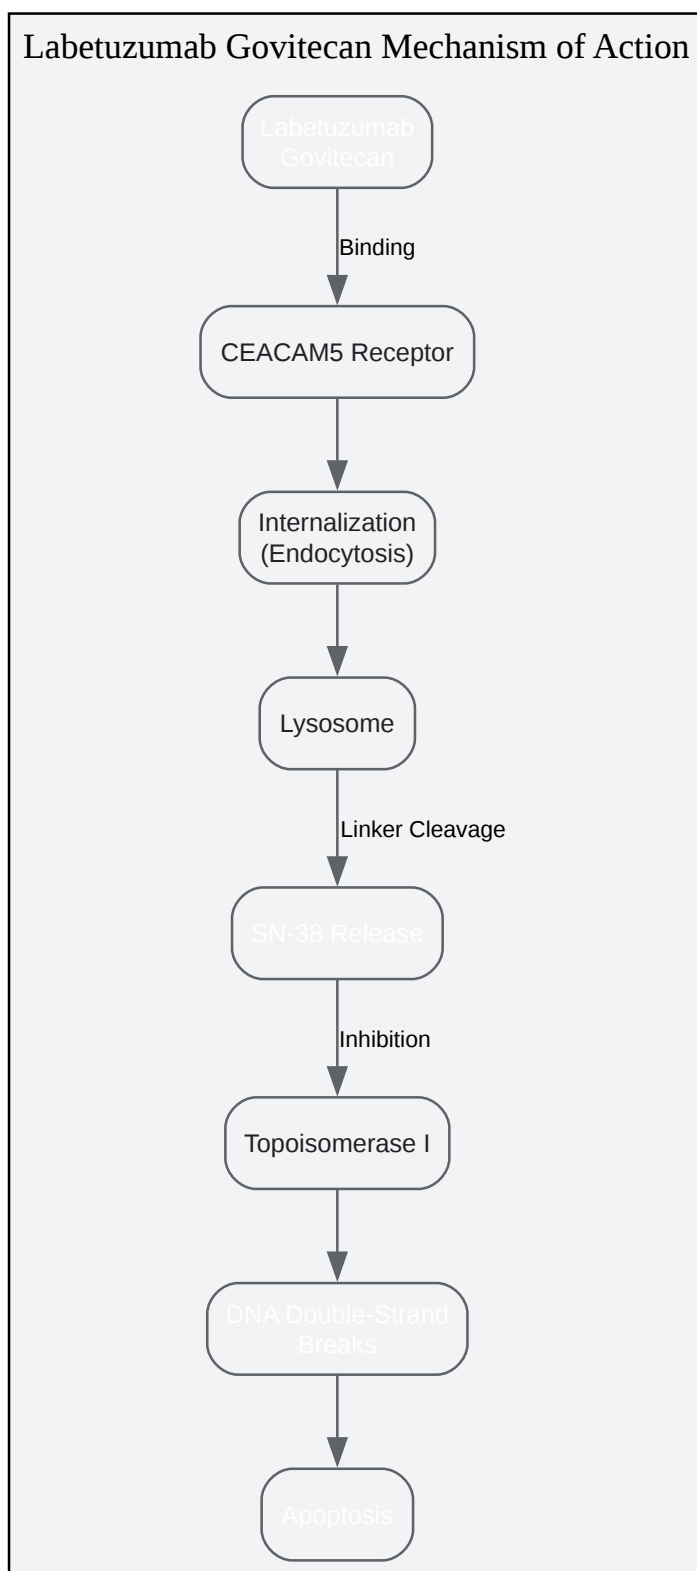 Labetuzumab Govitecan Mechanism of Action
Labetuzumab
Govitecan
Binding
CEACAM5 Receptor
Internalization
(Endocytosis)
Lysosome
Linker Cleavage
SN-38 Release
Inhibition
Topoisomerase I
DNA Double-Strand
Breaks
Apoptosis